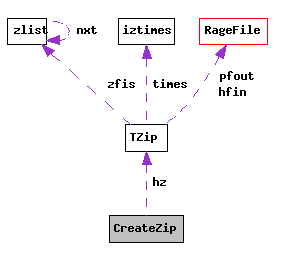 zlist
nxt
iztimes
RageFile
zfis
times
pfout
hfin
TZip
hz
CreateZip